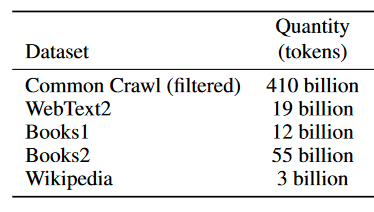 Quantity
Dataset (tokens)
Common Crawl (filtered) 410 billion
WebText2 19 billion
Books1 12 billion
Books2 55 billion
Wikipedia 3 billion